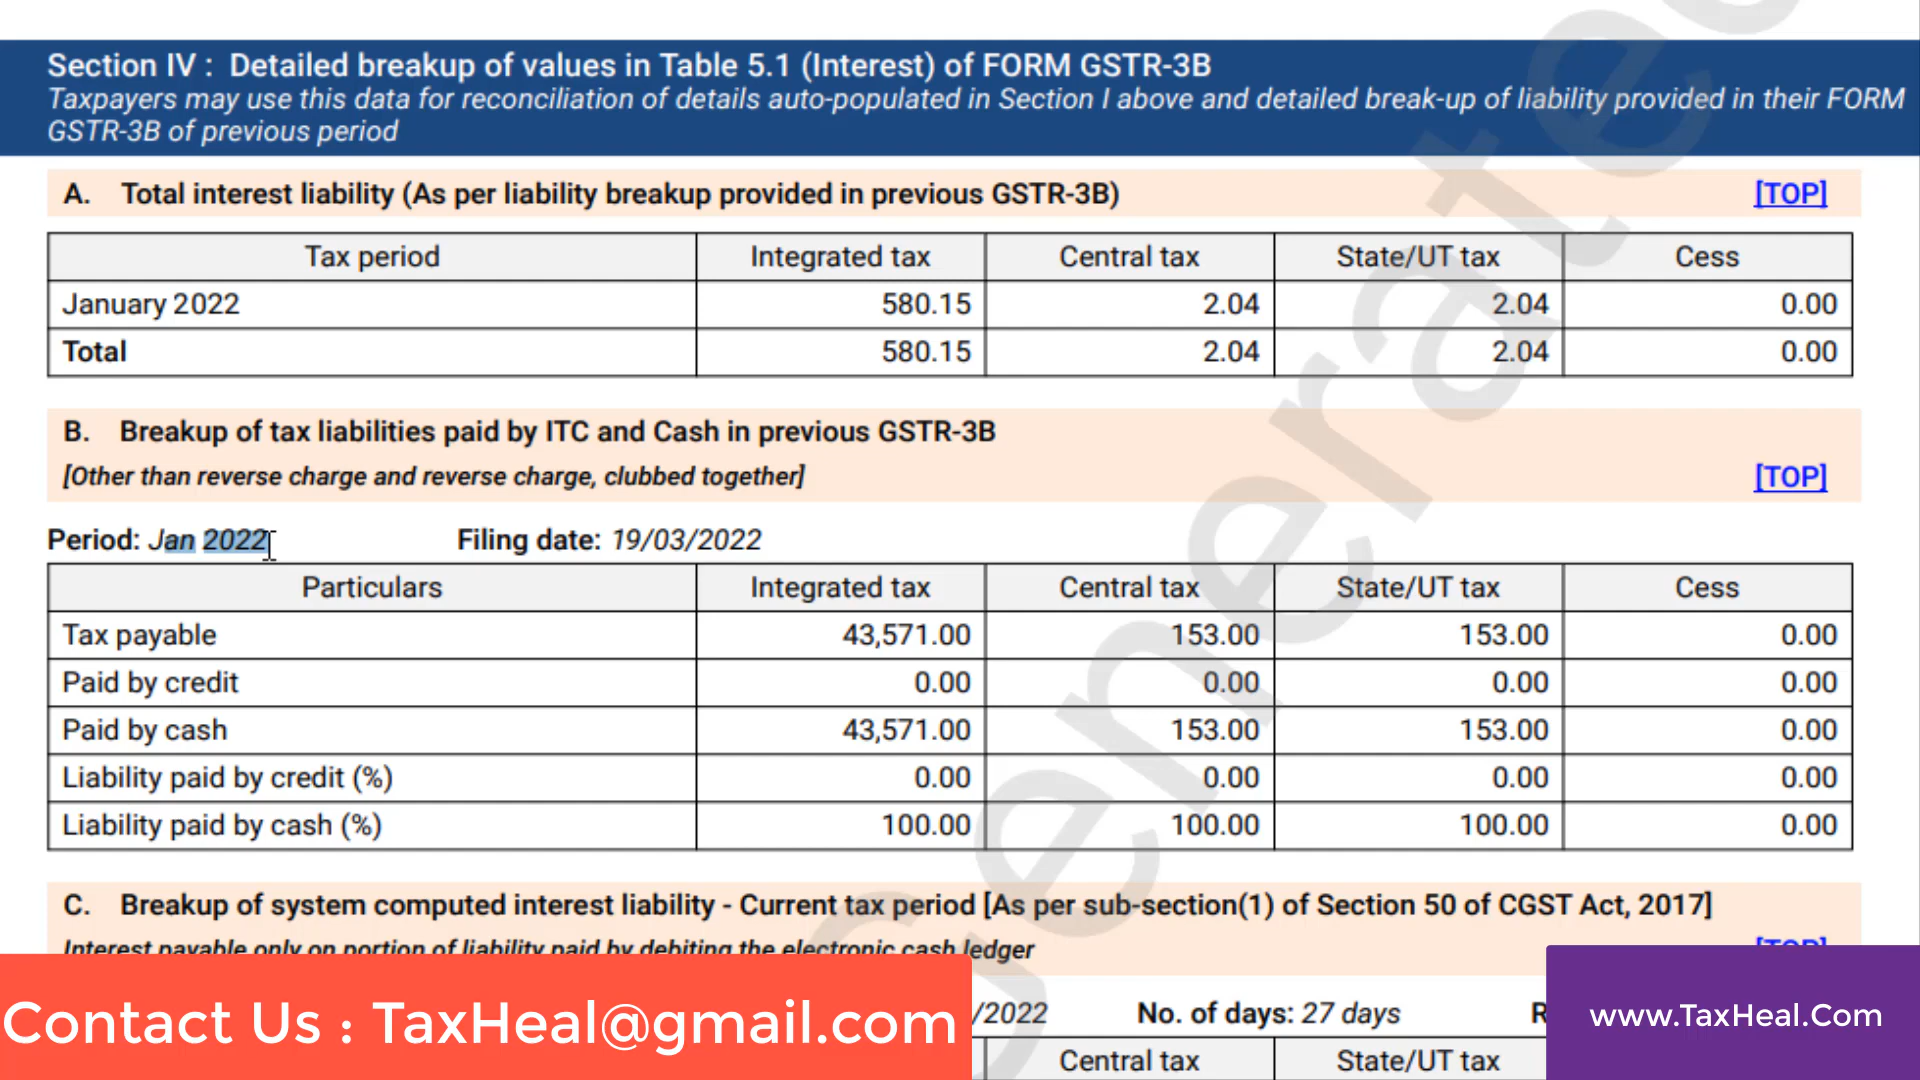 Section IV : Detailed breakup of values in Table 5.1 (Interest) of FORM GSTR-3B
Taxpayers may use this data for reconciliation of details auto-populated in Section I above and detailed break-up of liability provided in their FORM
GSTR-3B of previous period
A. Total interest liability (As per liability breakup provided in previous GSTR-3B) [TOP]
Tax period Integrated tax Central tax State/UT tax Cess
January 2022 580.15 2.04 2.04 0.00
Total 580.15 2.04 2.04 0.00
B. Breakup of tax liabilities paid by ITC and Cash in previous GSTR-3B
[Other than reverse charge and reverse charge, clubbed together] [TOP]
Period: Jan 2022 Filing date: 19/03/2022
Particulars Integrated tax Central tax State/UT tax Cess
Tax payable 43,571.00 153.00 153.00 0.00
Paid by credit 0.00 0.00 0.00 0.00
Paid by cash 43,571.00 153.00 153.00 0.00
Liability paid by credit (%) 0.00 0.00 0.00 0.00
Liability paid by cash (%) 100.00 100.00 100.00 0.00
C. Breakup of system computed interest liability - Current tax period [As per sub-section(1) of Section 50 of CGST Act, 2017]
Interest payable only on portion of liability paid by debiting the electronic cash ledger [TOP]
/2022 No. of days: 27 days R
Central tax State/UT tax
Contact Us : TaxHeal@gmail.com
www.TaxHeal.Com
Generate